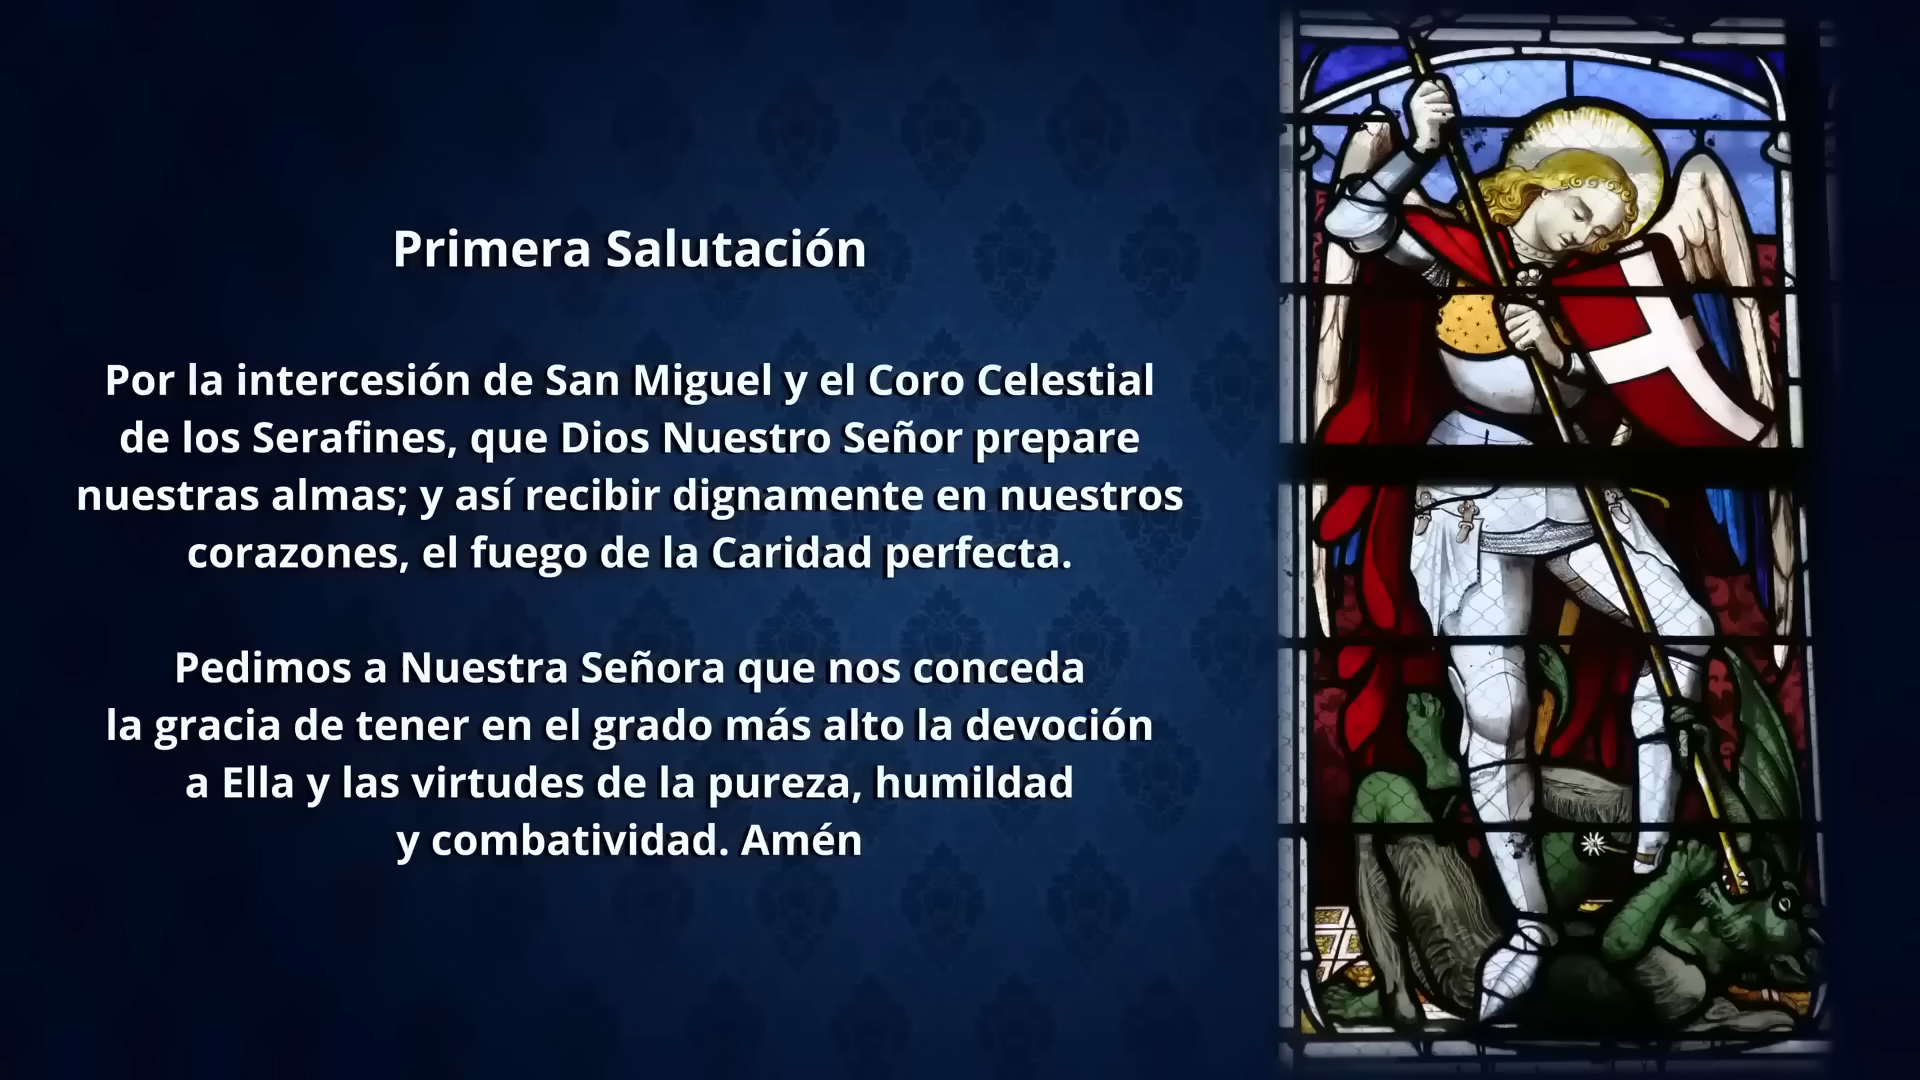 Primera Salutación
Por la intercesión de San Miguel y el Coro Celestial
de los Serafines, que Dios Nuestro Señor prepare
nuestras almas; y así recibir dignamente en nuestros
corazones, el fuego de la Caridad perfecta.
Pedimos a Nuestra Señora que nos conceda
la gracia de tener en el grado más alto la devoción
a Ella y las virtudes de la pureza, humildad
y combatividad. Amén